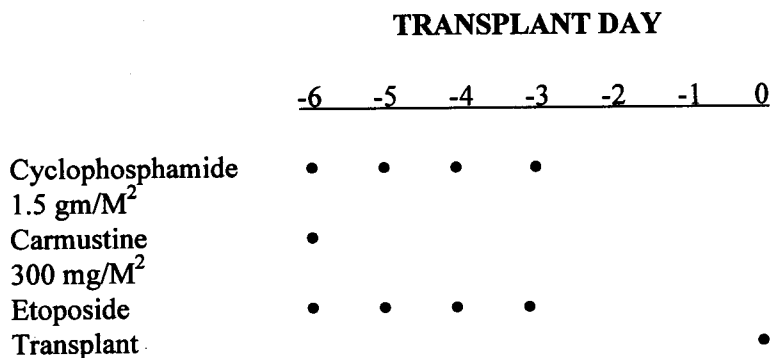 TRANSPLANT DAY
-6 -5 -4 -3 -2 -1 0
Cyclophosphamide • • • •
1.5 gm/M²
Carmustine •
300 mg/M²
Etoposide • • • •
Transplant •